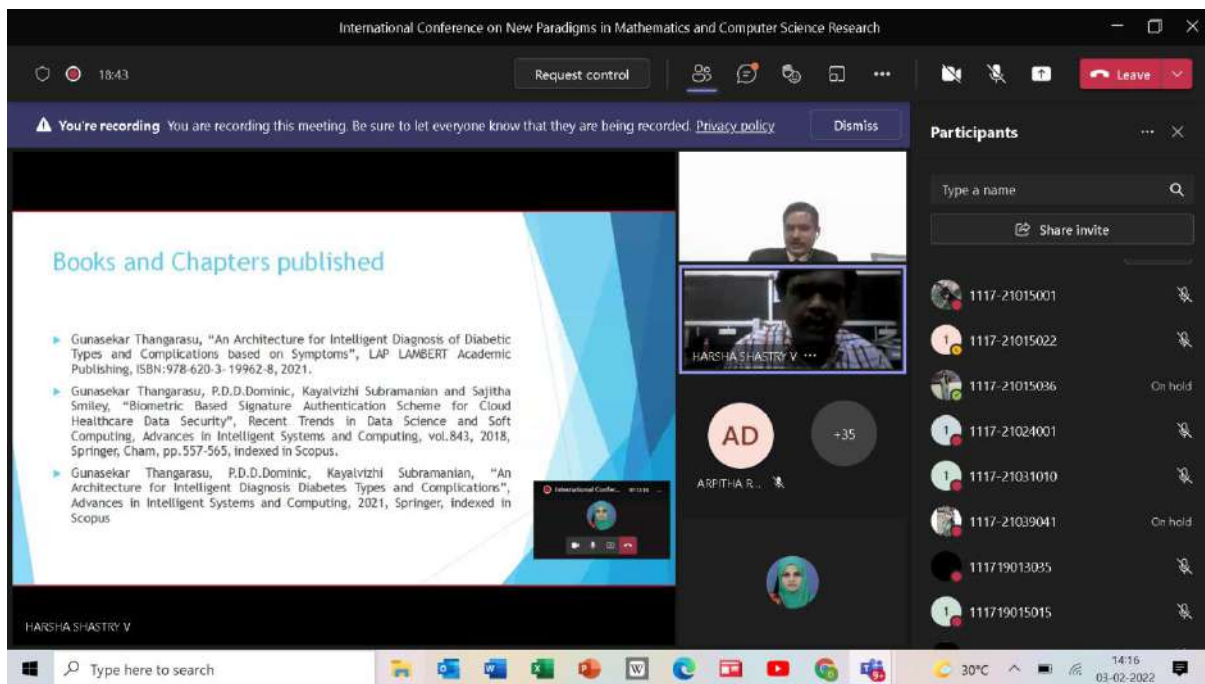 International Conference on New Paradigms in Mathematics and Computer Science Research
18:43
Request control
Leave
You're recording You are recording this meeting. Be sure to let everyone know that they are being recorded. Privacy policy
Dismiss
Participants
Type a name
Share invite
Books and Chapters published
Gunasekar Thangarasu, "An Architecture for Intelligent Diagnosis of Diabetic
Types and Complications based on Symptoms", LAP LAMBERT Academic
Publishing, ISBN:978-620-3- 19962-8, 2021.
Gunasekar Thangarasu, P.D.D.Dominic, Kayalvizhi Subramanian and Sajitha
Smiley, "Biometric Based Signature Authentication Scheme for Cloud
Healthcare Data Security", Recent Trends in Data Science and Soft
Computing, Advances in Intelligent Systems and Computing, vol.843, 2018,
Springer, Cham, pp.557-565, indexed in Scopus.
Gunasekar Thangarasu, P.D.D.Dominic, Kayalvizhi Subramanian, "An
Architecture for Intelligent Diagnosis Diabetes Types and Complications",
Advances in Intelligent Systems and Computing, 2021, Springer, indexed in
Scopus
International Confer...
HARSHA SHASTRY V
HARSHA SHASTRY V ...
AD
+35
ARPITHA R...
1117-21015001
1 1117-21015022
1117-21015036 On hold
1 1117-21024001
1 1117-21031010
1117-21039041 On hold
111719013035
1 111719015015
Type here to search
W
9+
30°C
14:16
03-02-2022